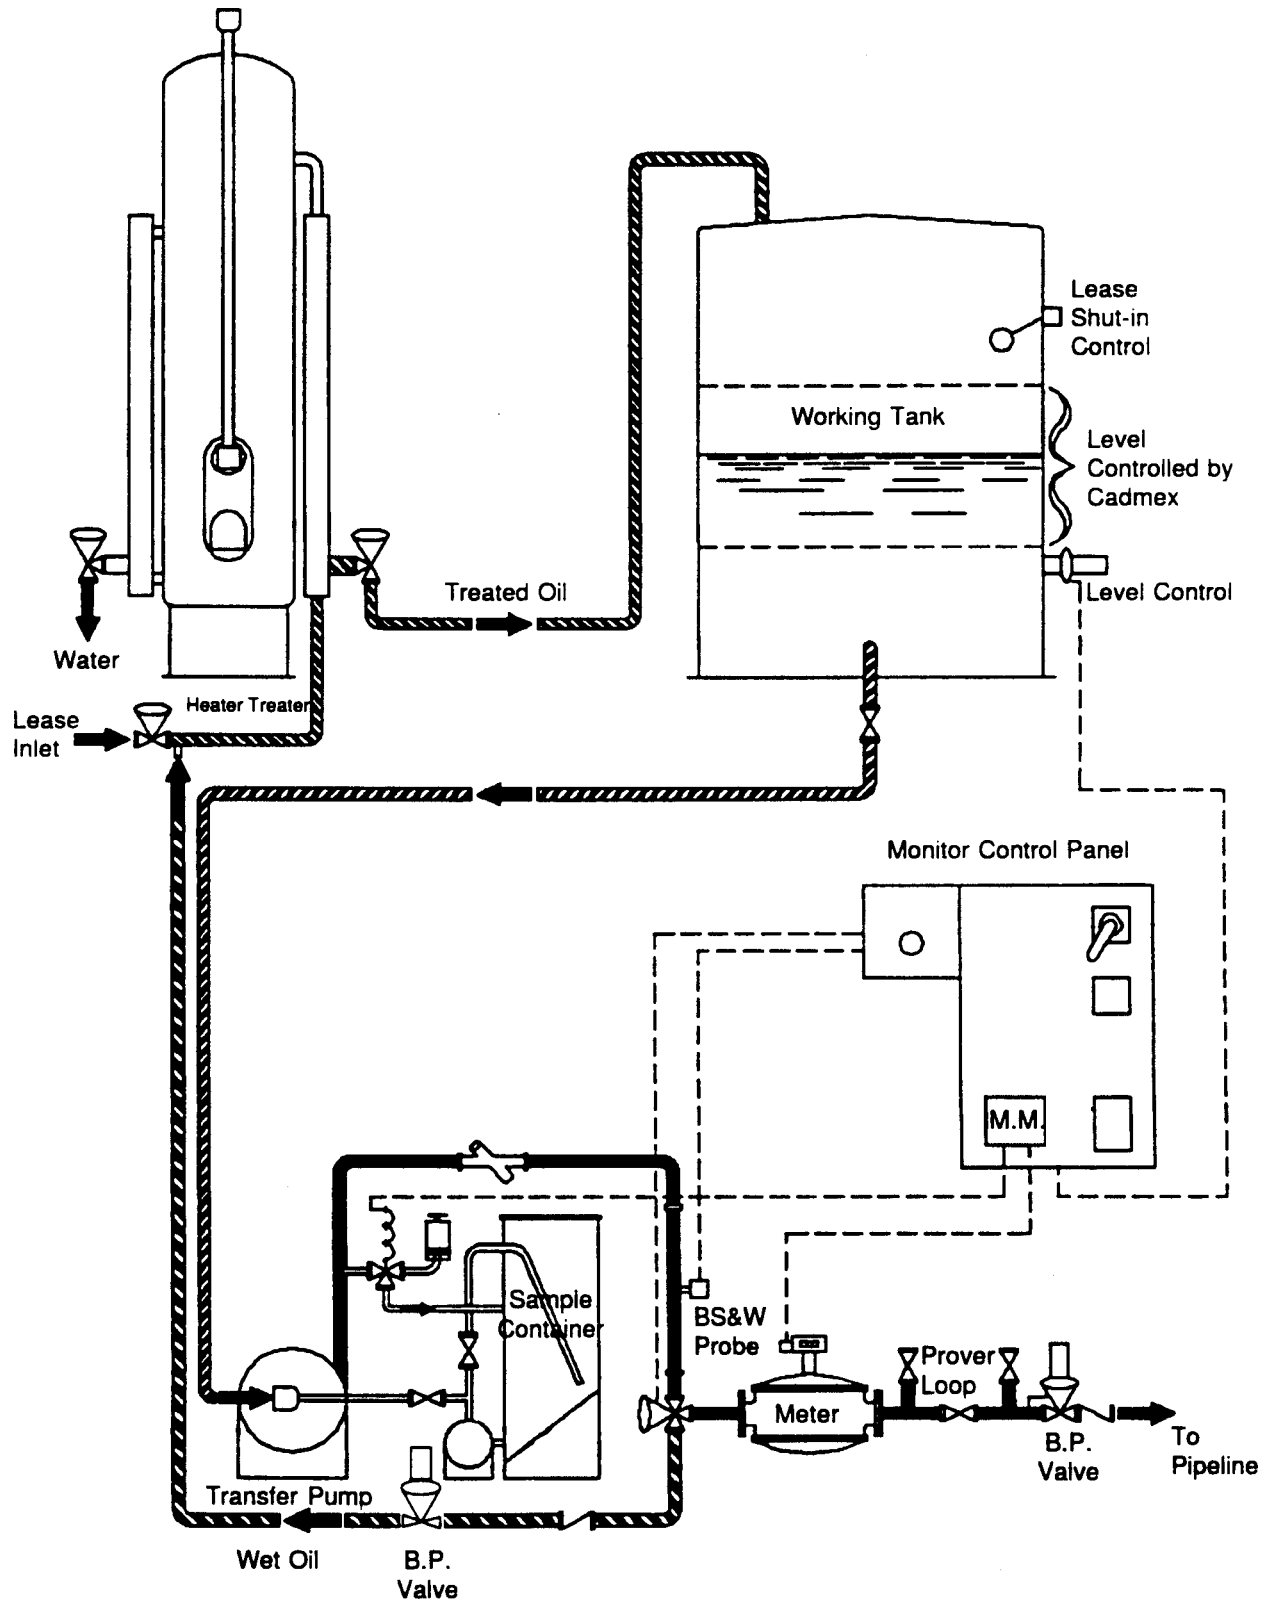 Lease
Shut-in
Control
Working Tank
Level
Controlled by
Cadmex
Treated Oil
Level Control
Water
Heater Treater
Lease
Inlet
Monitor Control Panel
M.M.
Sample
Container
BS&W
Probe
Prover
Loop
Meter
B.P.
Valve
To
Pipeline
Transfer Pump
Wet Oil
B.P.
Valve